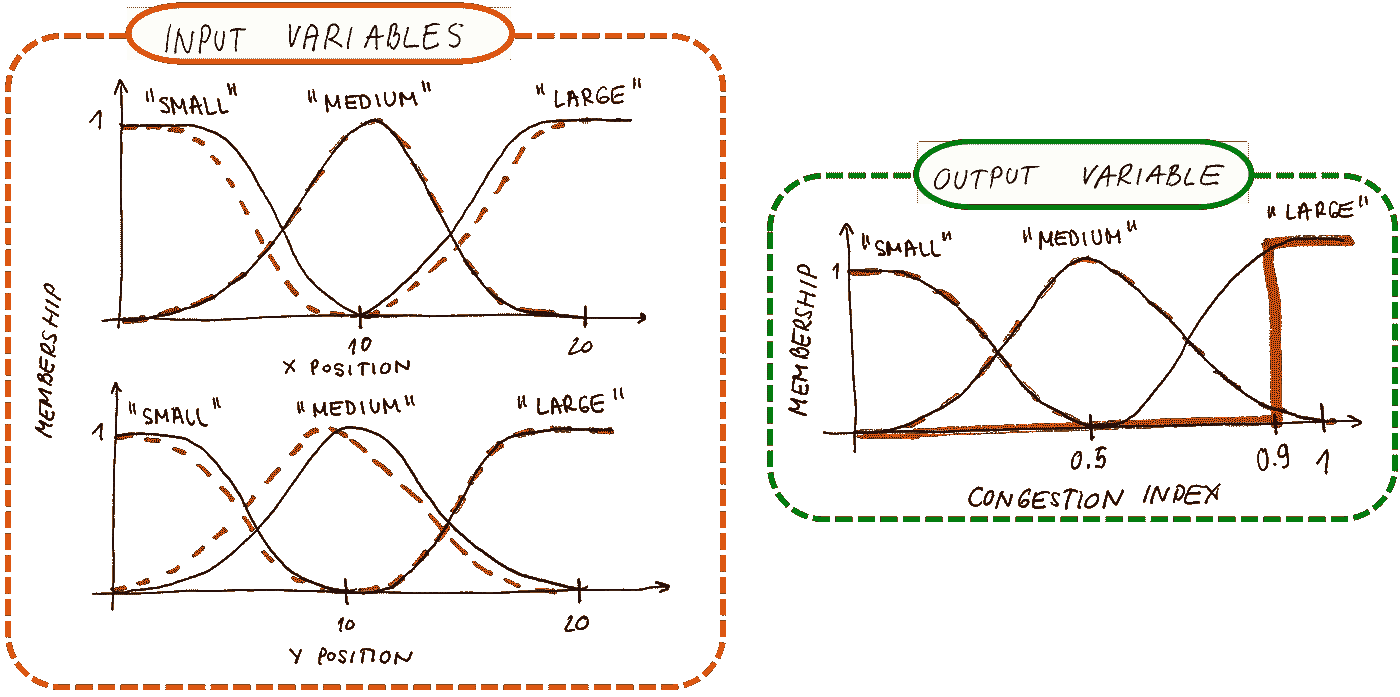 INPUT VARIABLES
"SMALL" "MEDIUM" "LARGE"
1
10 20
X POSITION
MEMBERSHIP
"SMALL" "MEDIUM" "LARGE"
1
10 20
Y POSITION
OUTPUT VARIABLE
"SMALL" "MEDIUM" "LARGE"
1
MEMBERSHIP
0.5 0.9 1
CONGESTION INDEX